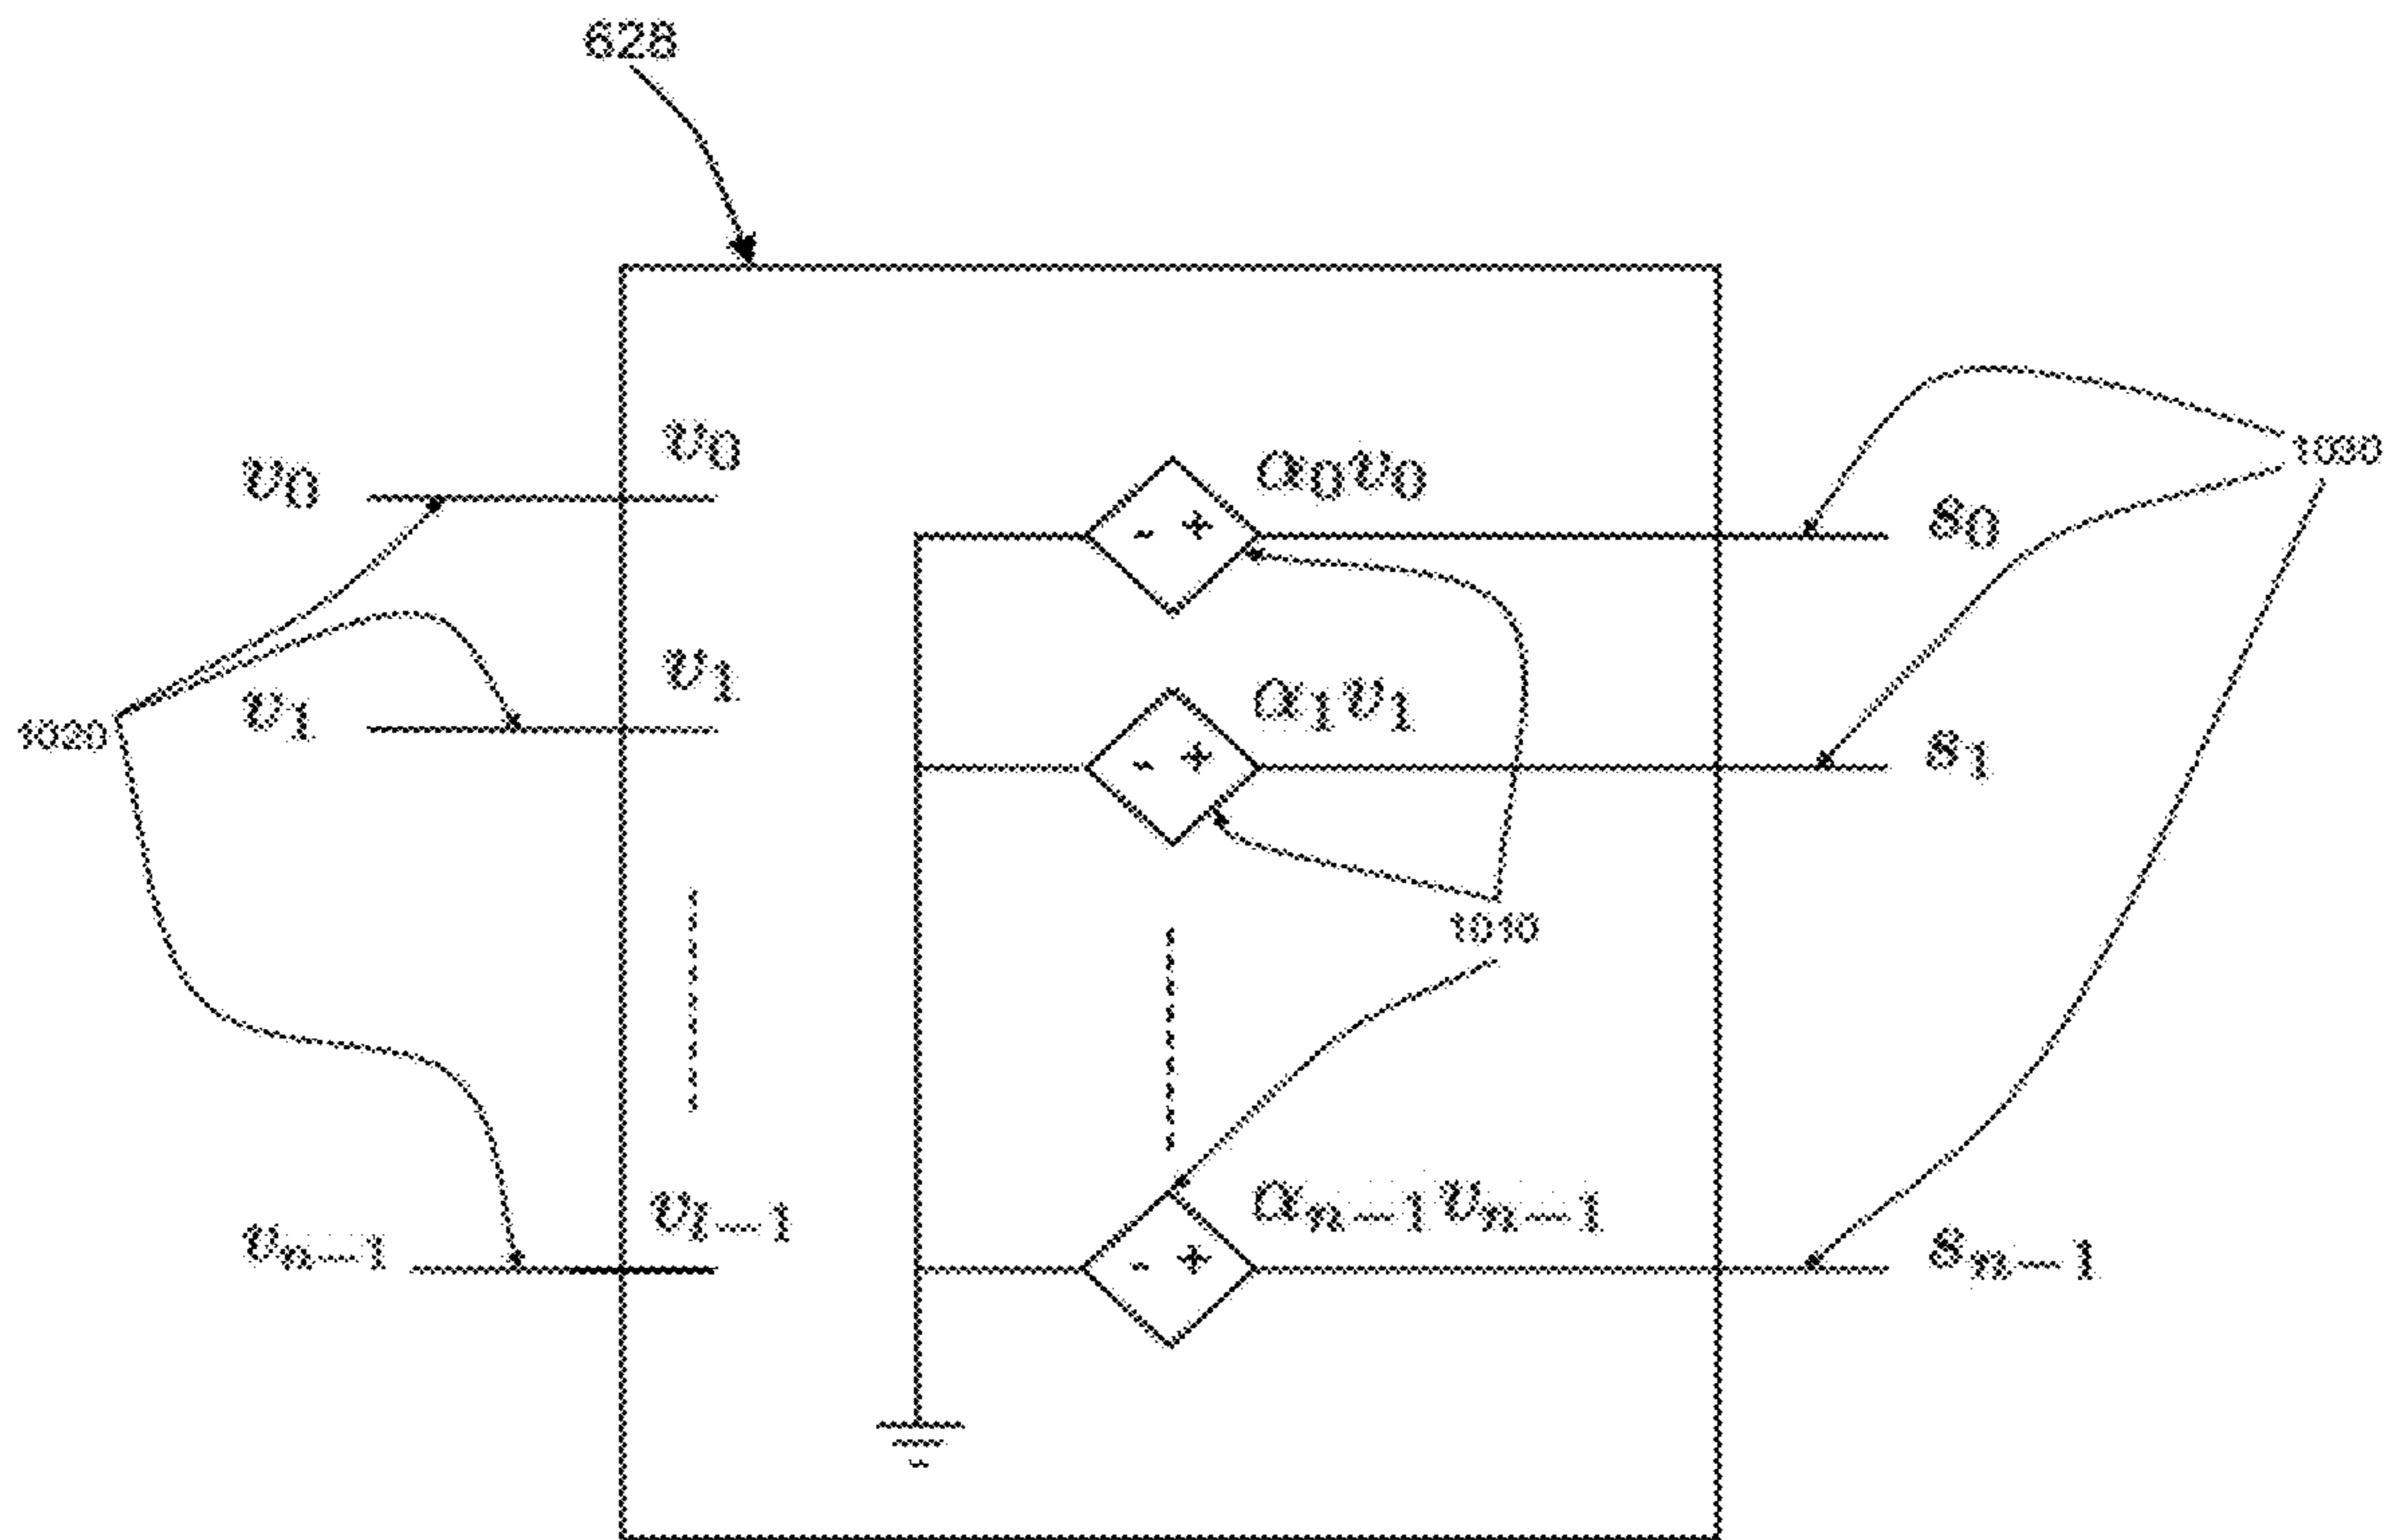 628
v₀
v₀
α₀v₀
1030
s₀
v₁
v₁
α₁v₁
s₁
1020
1010
vₙ₋₁
vₗ₋₁
αₙ₋₁vₙ₋₁
sₙ₋₁
- +
- +
- +